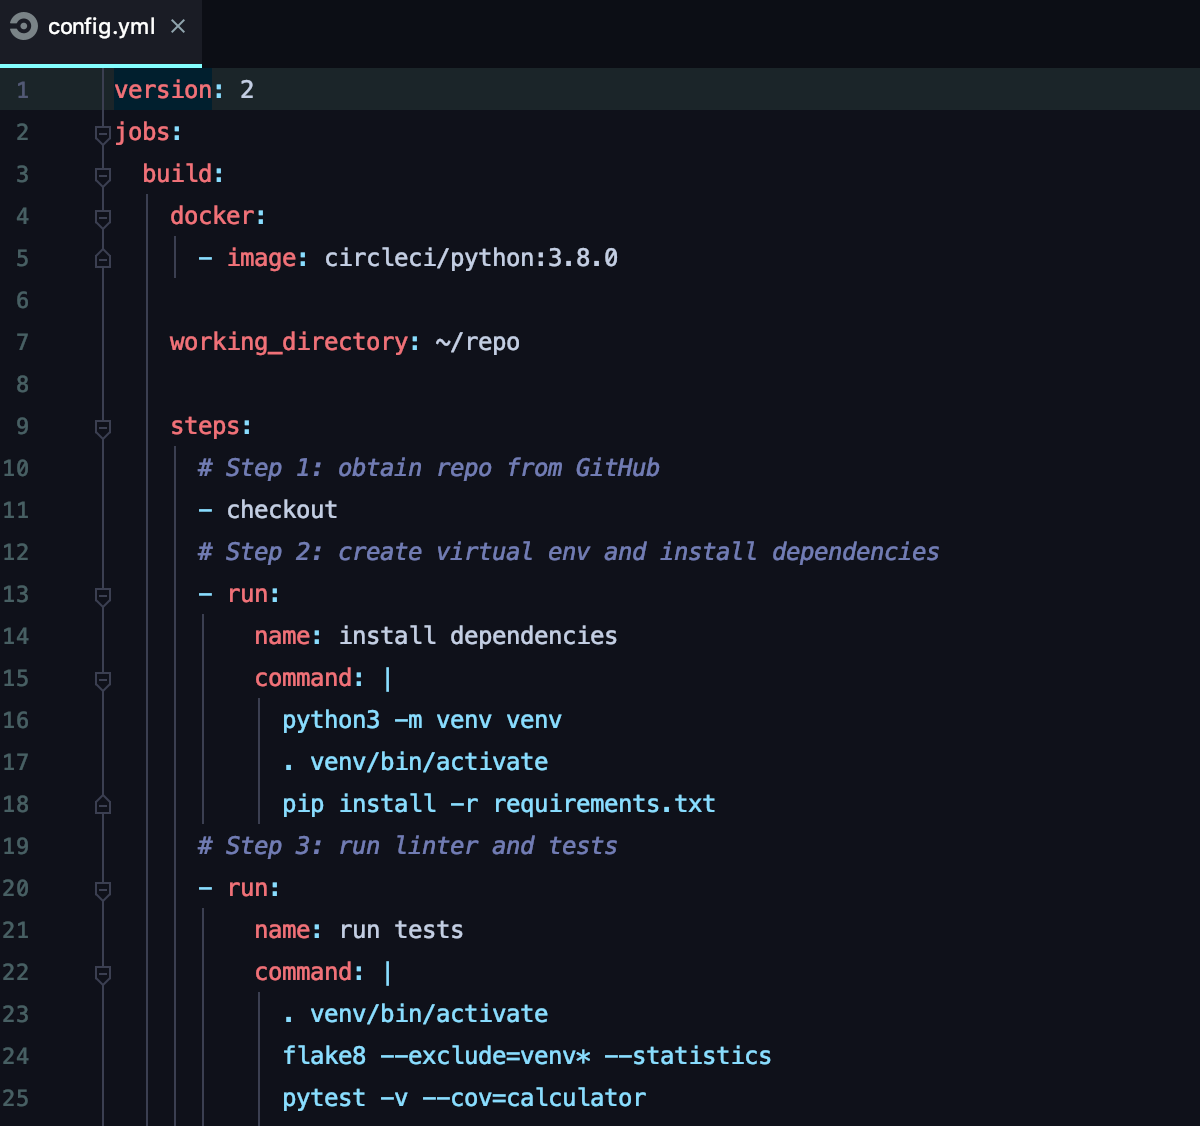 config.yml ×
1 version: 2
2 jobs:
3   build:
4     docker:
5       - image: circleci/python:3.8.0
6
7     working_directory: ~/repo
8
9     steps:
10       # Step 1: obtain repo from GitHub
11       - checkout
12       # Step 2: create virtual env and install dependencies
13       - run:
14           name: install dependencies
15           command: |
16             python3 -m venv venv
17             . venv/bin/activate
18             pip install -r requirements.txt
19       # Step 3: run linter and tests
20       - run:
21           name: run tests
22           command: |
23             . venv/bin/activate
24             flake8 --exclude=venv* --statistics
25             pytest -v --cov=calculator